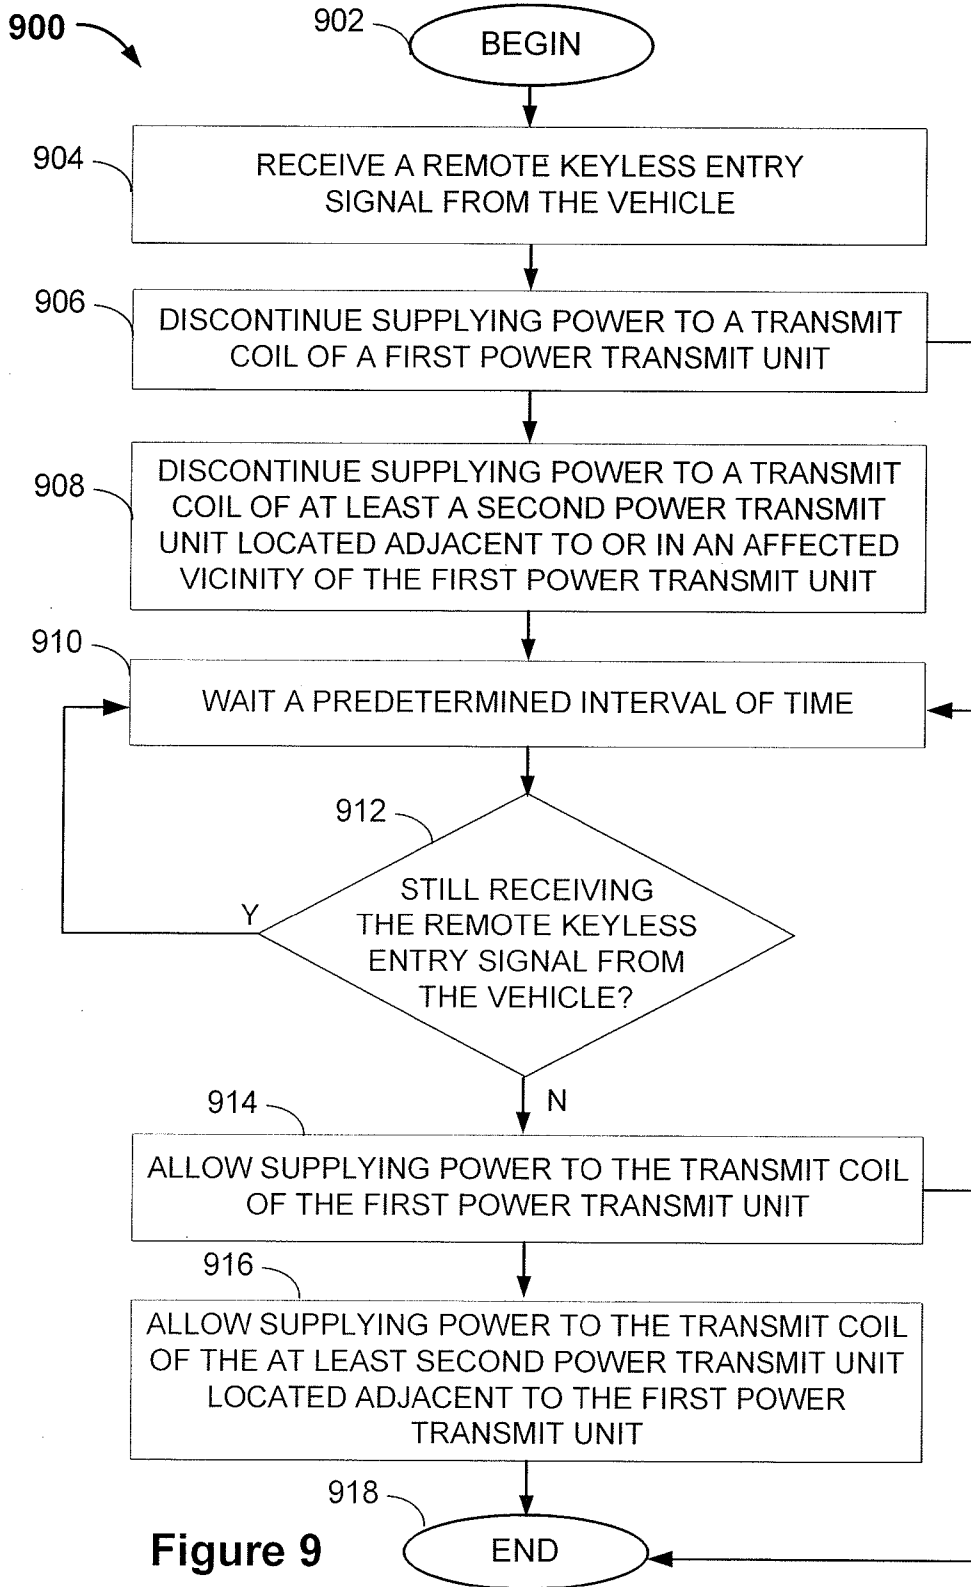 900
902
BEGIN
904
RECEIVE A REMOTE KEYLESS ENTRY
SIGNAL FROM THE VEHICLE
906
DISCONTINUE SUPPLYING POWER TO A TRANSMIT
COIL OF A FIRST POWER TRANSMIT UNIT
908
DISCONTINUE SUPPLYING POWER TO A TRANSMIT
COIL OF AT LEAST A SECOND POWER TRANSMIT
UNIT LOCATED ADJACENT TO OR IN AN AFFECTED
VICINITY OF THE FIRST POWER TRANSMIT UNIT
910
WAIT A PREDETERMINED INTERVAL OF TIME
912
STILL RECEIVING
THE REMOTE KEYLESS
ENTRY SIGNAL FROM
THE VEHICLE?
Y
N
914
ALLOW SUPPLYING POWER TO THE TRANSMIT COIL
OF THE FIRST POWER TRANSMIT UNIT
916
ALLOW SUPPLYING POWER TO THE TRANSMIT COIL
OF THE AT LEAST SECOND POWER TRANSMIT UNIT
LOCATED ADJACENT TO THE FIRST POWER
TRANSMIT UNIT
918
END
Figure 9